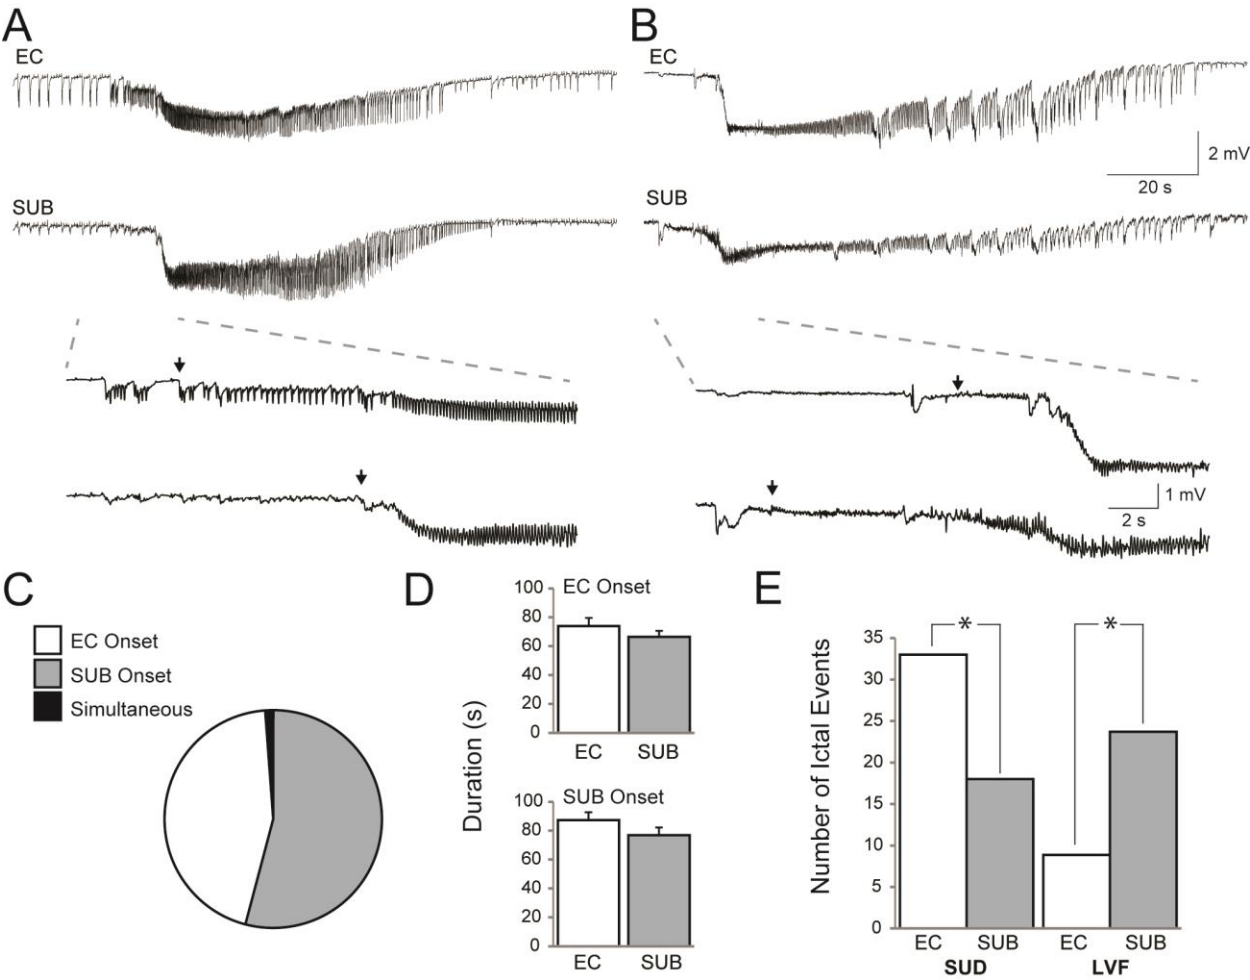 A
EC
SUB
B
EC
2 mV
20 s
SUB
1 mV
2 s
C
EC Onset
SUB Onset
Simultaneous
D
Duration (s)
EC Onset
100
80
60
40
20
0
EC SUB
SUB Onset
100
80
60
40
20
0
EC SUB
E
Number of Ictal Events
* *
35
30
25
20
15
10
5
0
EC SUB EC SUB
SUD LVF